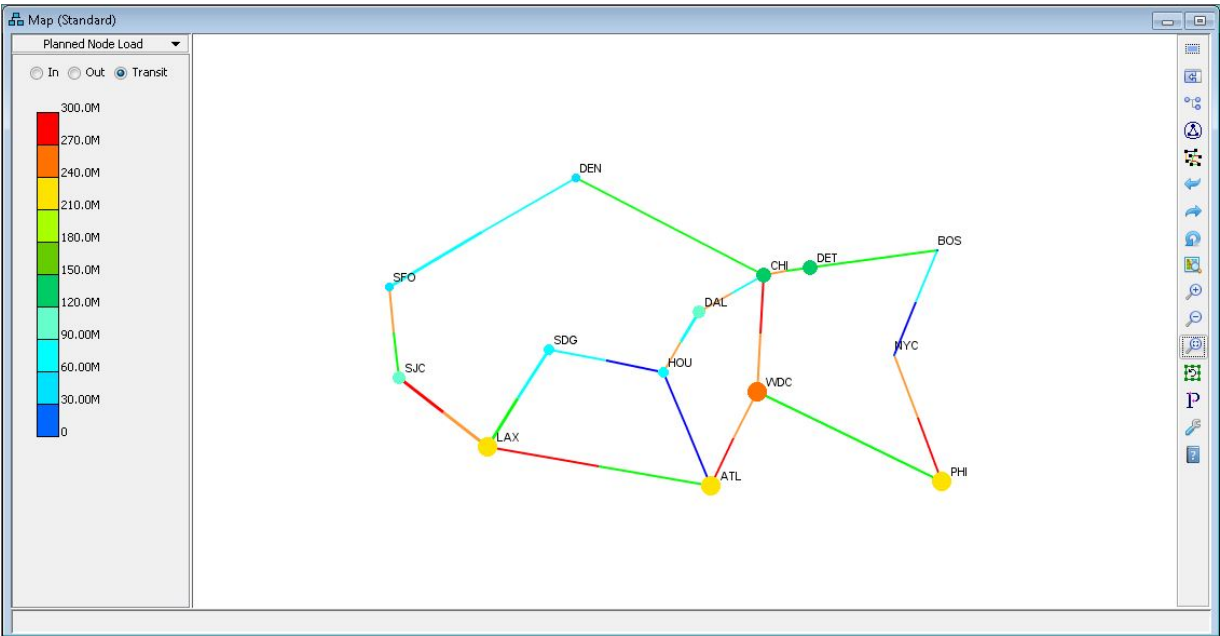 Map (Standard)
Planned Node Load
In Out Transit
300.0M
270.0M
240.0M
210.0M
180.0M
150.0M
120.0M
90.00M
60.00M
30.00M
0
DEN
BOS
CHI
DET
SFO
DAL
SDG
NYC
HOU
SJC
WDC
LAX
PHI
ATL
P
?